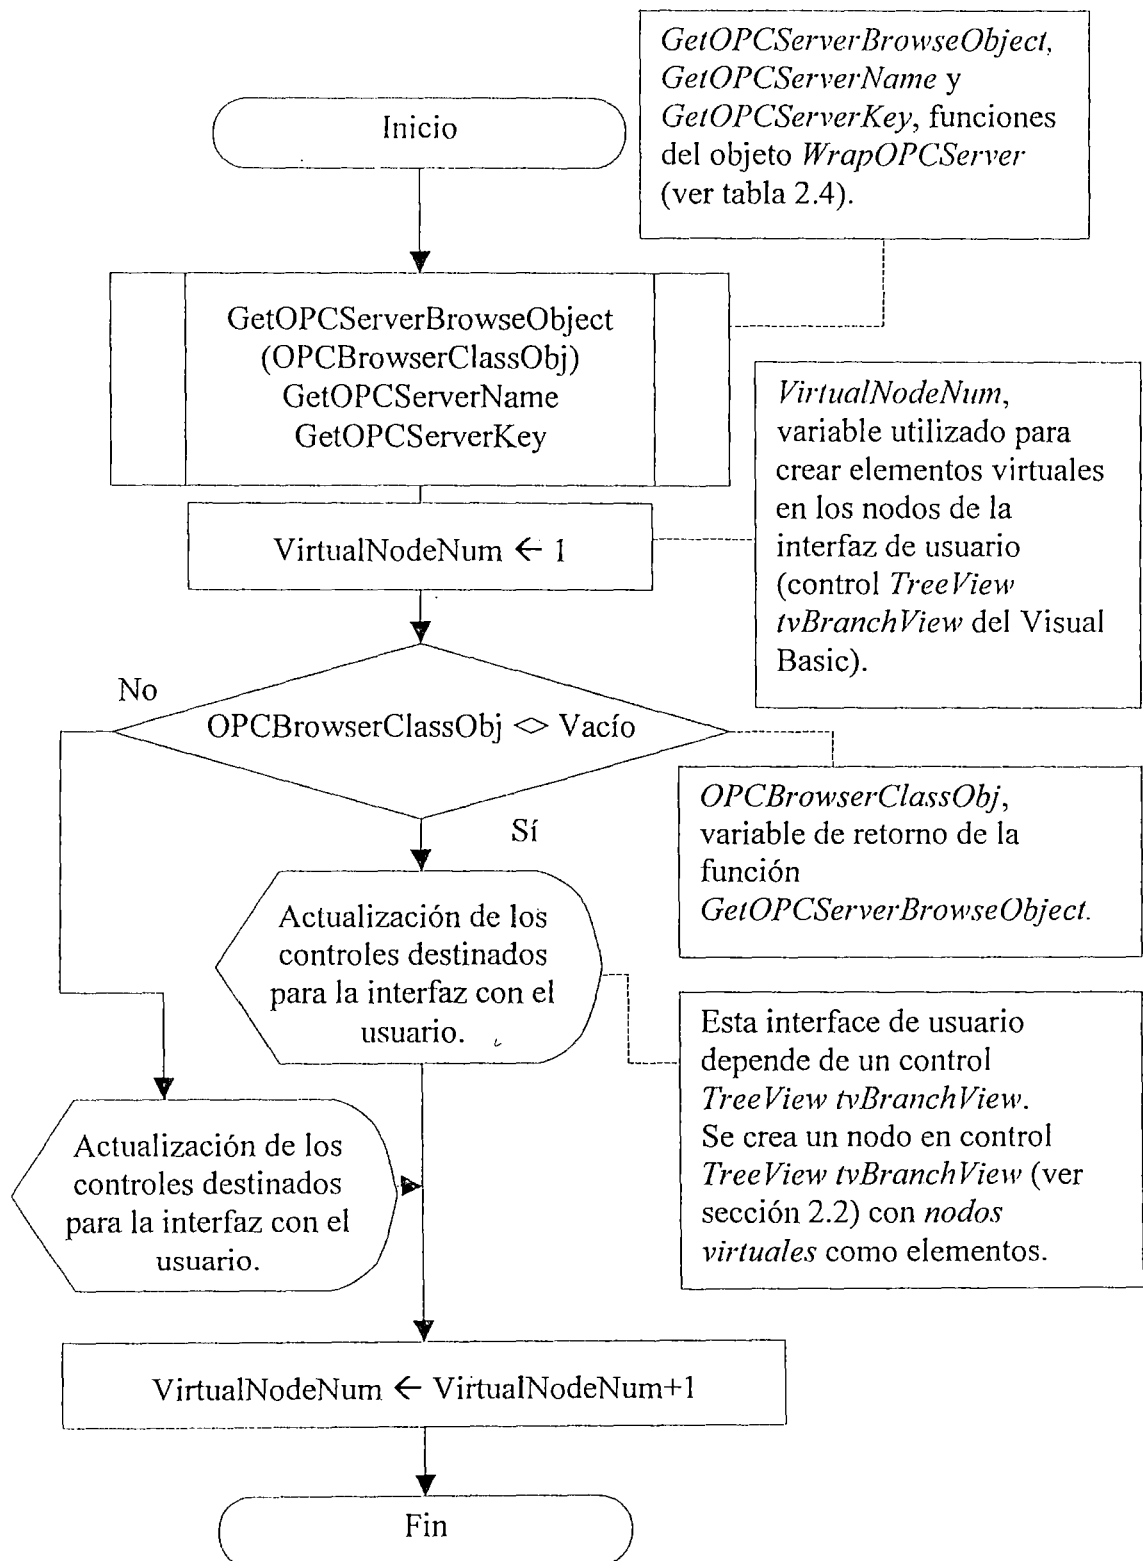 GetOPCServerBrowseObject,
GetOPCServerName y
GetOPCServerKey, funciones
del objeto WrapOPCServer
(ver tabla 2.4).
Inicio
GetOPCServerBrowseObject
(OPCBrowserClassObj)
GetOPCServerName
GetOPCServerKey
VirtualNodeNum,
variable utilizado para
crear elementos virtuales
en los nodos de la
interfaz de usuario
(control TreeView
tvBranchView del Visual
Basic).
VirtualNodeNum ← 1
No
OPCBrowserClassObj <> Vacío
Sí
OPCBrowserClassObj,
variable de retorno de la
función
GetOPCServerBrowseObject.
Actualización de los
controles destinados
para la interfaz con el
usuario.
Esta interface de usuario
depende de un control
TreeView tvBranchView.
Se crea un nodo en control
TreeView tvBranchView (ver
sección 2.2) con nodos
virtuales como elementos.
Actualización de los
controles destinados
para la interfaz con el
usuario.
VirtualNodeNum ← VirtualNodeNum+1
Fin